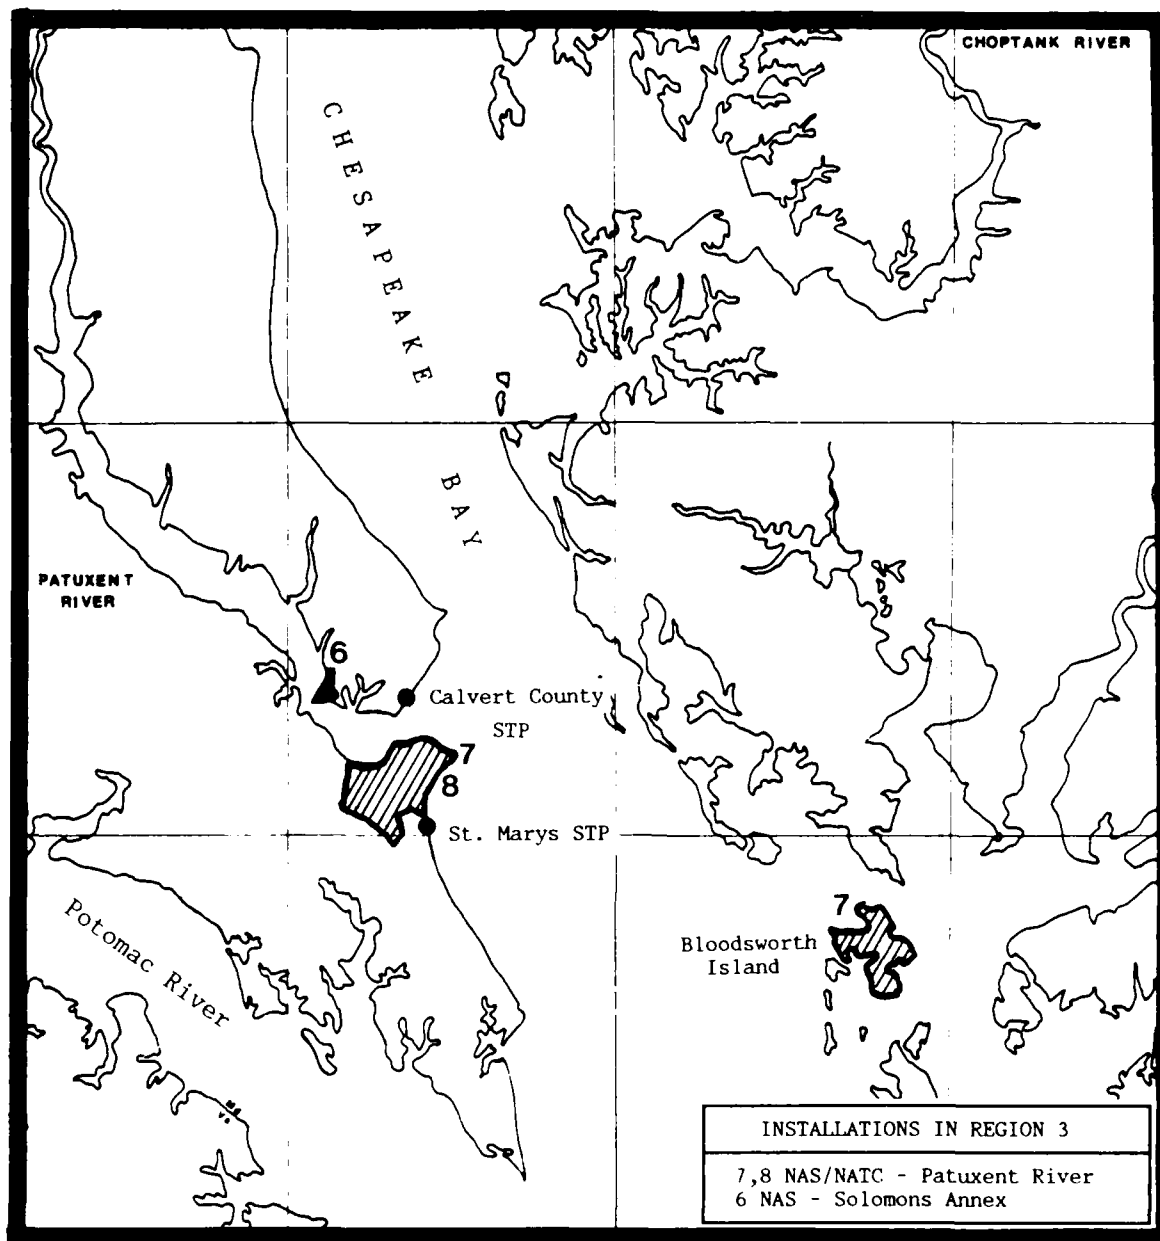 CHOPTANK RIVER
CHESAPEAKE
BAY
PATUXENT
RIVER
6
Calvert County
STP
7
8
St. Marys STP
Potomac River
7
Bloodsworth
Island
INSTALLATIONS IN REGION 3
7,8 NAS/NATC - Patuxent River
6 NAS - Solomons Annex